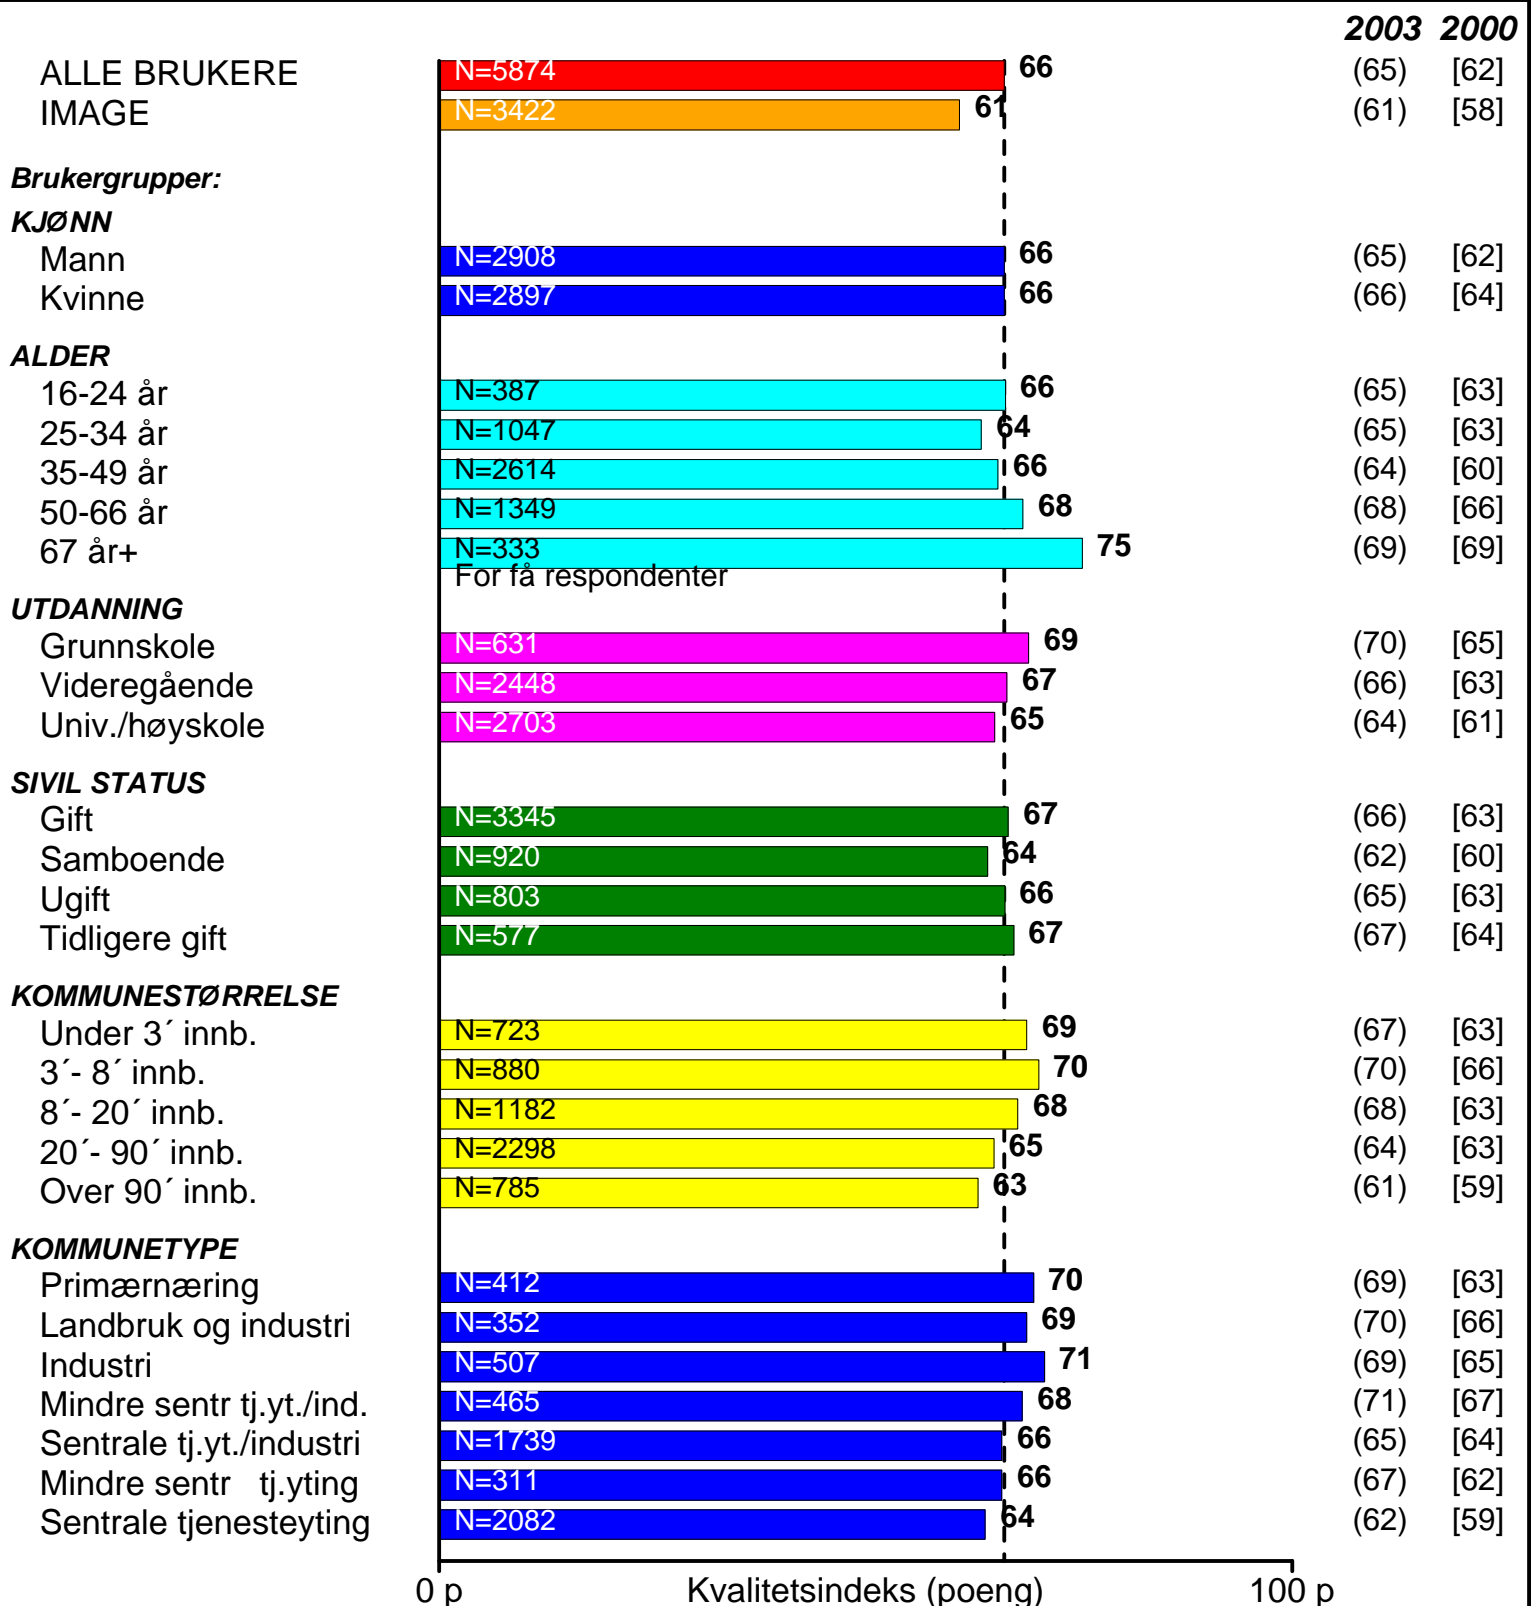 2003 2000
ALLE BRUKERE N=5874 66 (65) [62]
IMAGE N=3422 61 (61) [58]
Brukergrupper:
KJØNN
Mann N=2908 66 (65) [62]
Kvinne N=2897 66 (66) [64]
ALDER
16-24 år N=387 66 (65) [63]
25-34 år N=1047 64 (65) [63]
35-49 år N=2614 66 (64) [60]
50-66 år N=1349 68 (68) [66]
67 år+ N=333 75 (69) [69]
For få respondenter
UTDANNING
Grunnskole N=631 69 (70) [65]
Videregående N=2448 67 (66) [63]
Univ./høyskole N=2703 65 (64) [61]
SIVIL STATUS
Gift N=3345 67 (66) [63]
Samboende N=920 64 (62) [60]
Ugift N=803 66 (65) [63]
Tidligere gift N=577 67 (67) [64]
KOMMUNESTØRRELSE
Under 3´ innb. N=723 69 (67) [63]
3´- 8´ innb. N=880 70 (70) [66]
8´- 20´ innb. N=1182 68 (68) [63]
20´- 90´ innb. N=2298 65 (64) [63]
Over 90´ innb. N=785 63 (61) [59]
KOMMUNETYPE
Primærnæring N=412 70 (69) [63]
Landbruk og industri N=352 69 (70) [66]
Industri N=507 71 (69) [65]
Mindre sentr tj.yt./ind. N=465 68 (71) [67]
Sentrale tj.yt./industri N=1739 66 (65) [64]
Mindre sentr tj.yting N=311 66 (67) [62]
Sentrale tjenesteyting N=2082 64 (62) [59]
0 p Kvalitetsindeks (poeng) 100 p